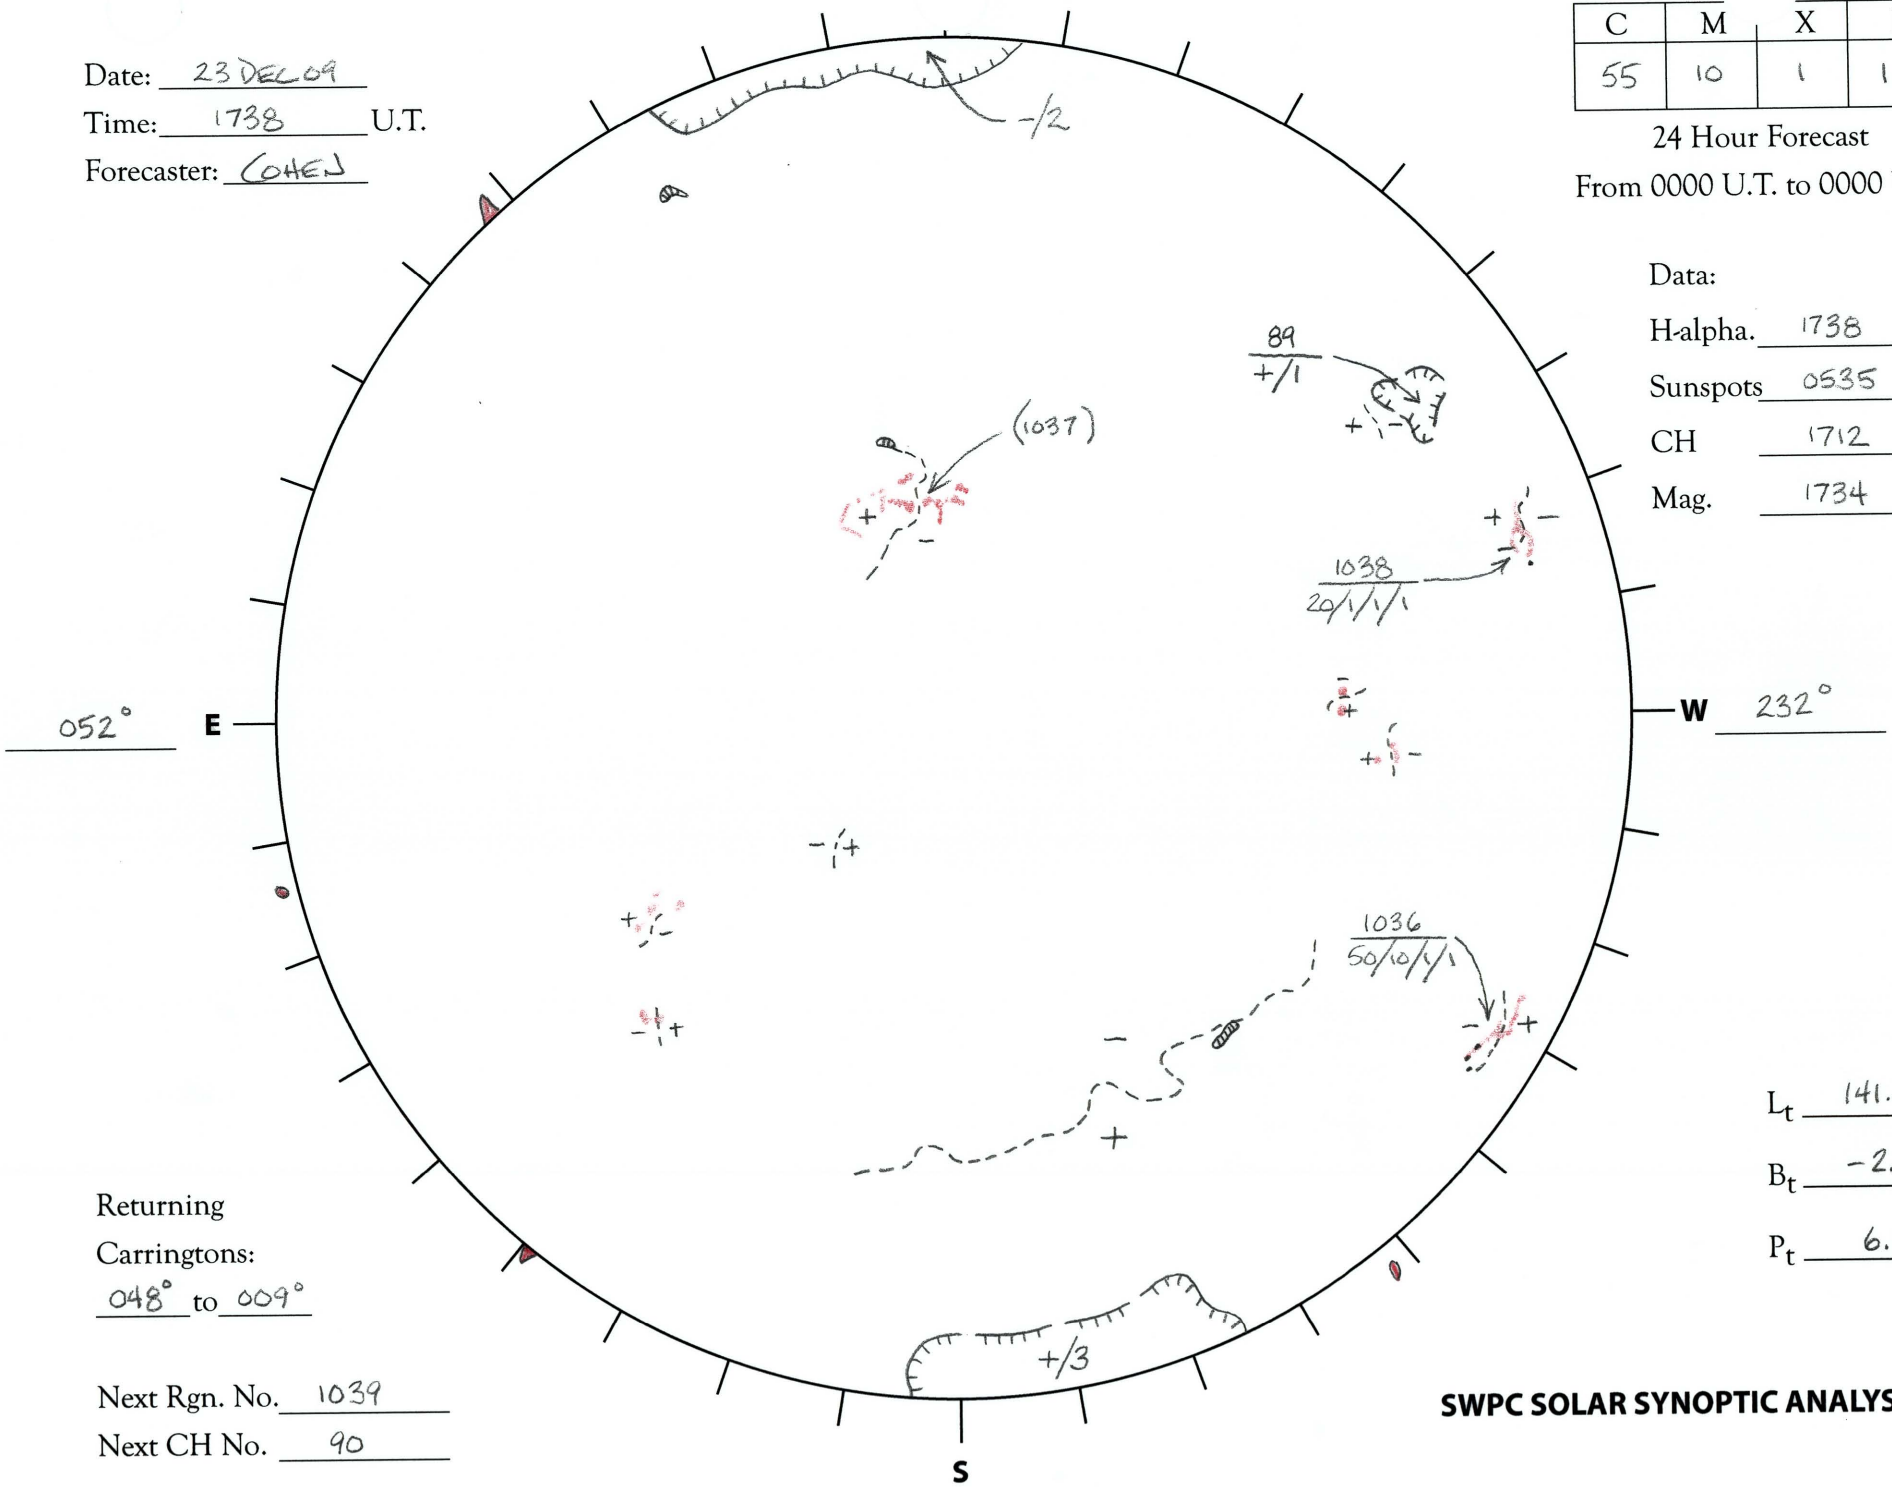 Date: 23 DEC 09
Time: 1738 U.T.
Forecaster: COHEN
C M X
55 10 1 1
24 Hour Forecast
From 0000 U.T. to 0000
-/2
Data:
H-alpha. 1738
Sunspots 0535
CH 1712
Mag. 1734
89
+/1
+ -
(1037)
+
-
+ -
1038
20/1/1/1
052° E
W 232°
-
+
+ -
- +
+ -
- +
1036
50/10/1/1
- +
-
+
Lt 141.
Bt -2.
Pt 6.
Returning
Carringtons:
048° to 009°
+/3
Next Rgn. No. 1039
Next CH No. 90
SWPC SOLAR SYNOPTIC ANALYS
S